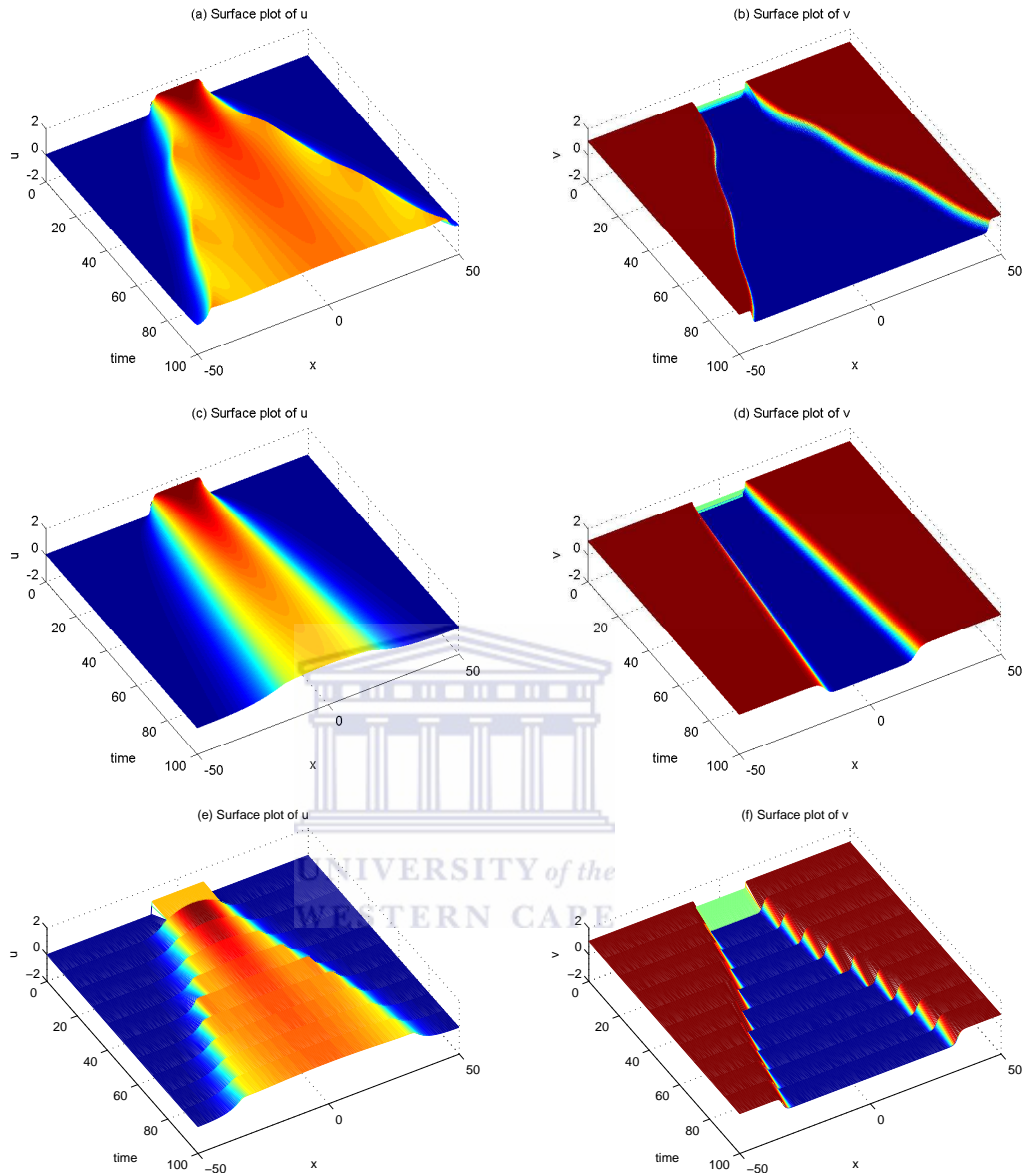 (a) Surface plot of u
2
0
-2
u
0
20
40
60
80
100
time
-50
0
50
x
(b) Surface plot of v
2
0
-2
v
0
20
40
60
80
100
time
-50
0
50
x
(c) Surface plot of u
2
0
-2
u
0
20
40
60
80
100
time
-50
0
50
x
(d) Surface plot of v
2
0
-2
v
0
20
40
60
80
100
time
-50
0
50
x
(e) Surface plot of u
2
0
−2
u
0
20
40
60
80
100
time
−50
0
50
x
(f) Surface plot of v
2
0
−2
v
0
20
40
60
80
100
time
−50
0
50
x
UNIVERSITY of the
WESTERN CAPE